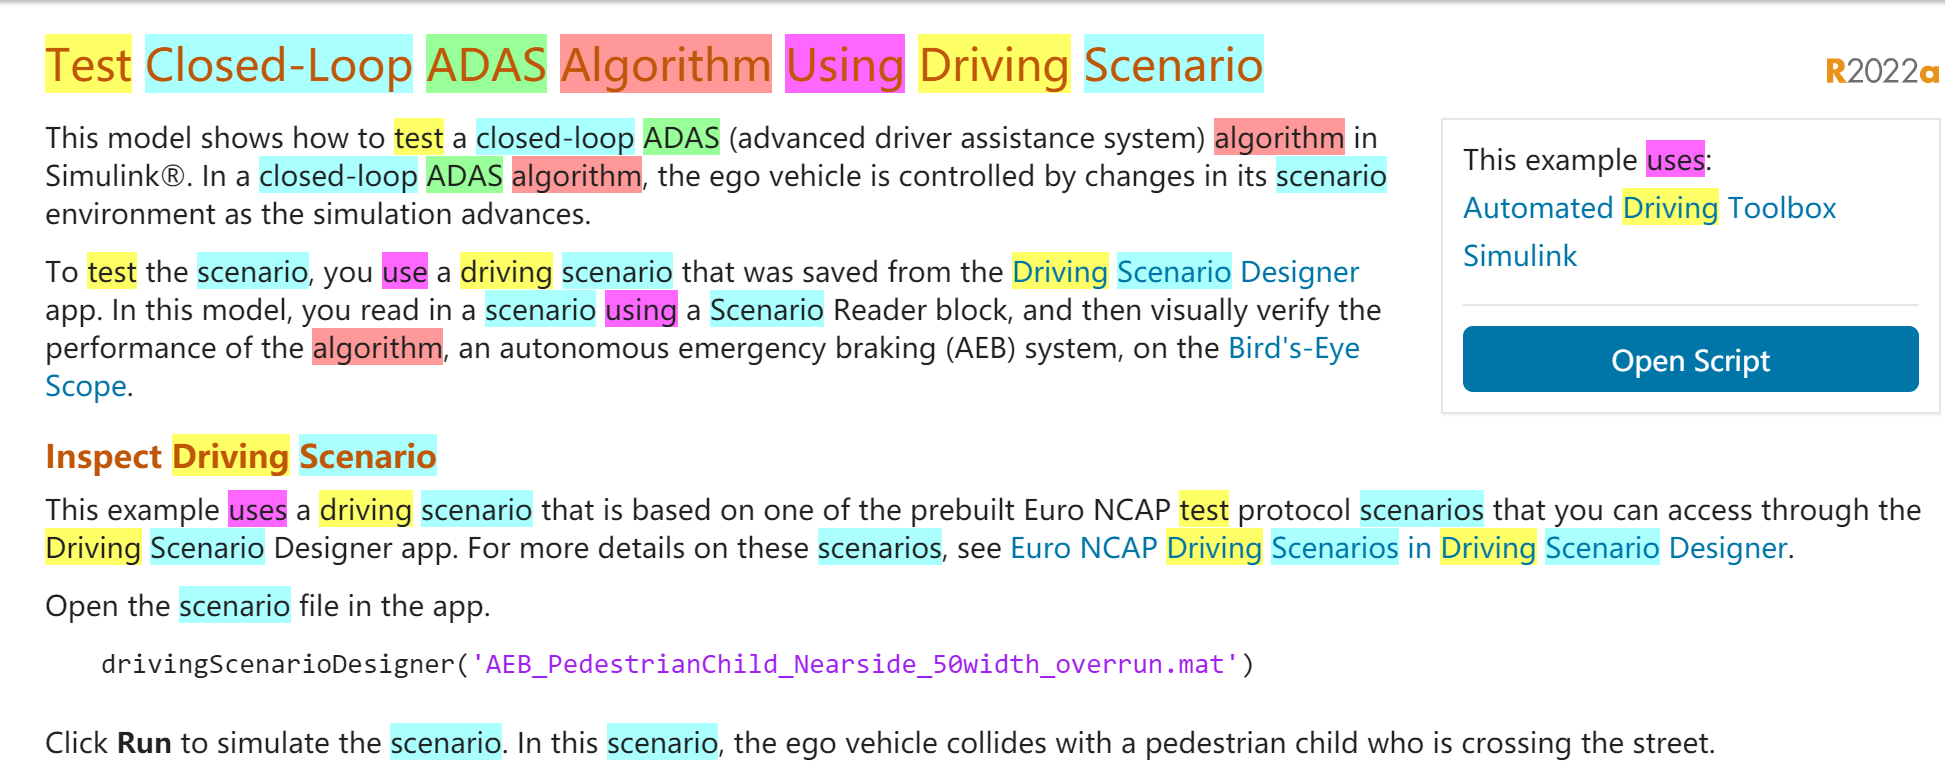 Test Closed-Loop ADAS Algorithm Using Driving Scenario
R2022a
This model shows how to test a closed-loop ADAS (advanced driver assistance system) algorithm in
Simulink®. In a closed-loop ADAS algorithm, the ego vehicle is controlled by changes in its scenario
environment as the simulation advances.
To test the scenario, you use a driving scenario that was saved from the Driving Scenario Designer
app. In this model, you read in a scenario using a Scenario Reader block, and then visually verify the
performance of the algorithm, an autonomous emergency braking (AEB) system, on the Bird's-Eye
Scope.
This example uses:
Automated Driving Toolbox
Simulink
Open Script
Inspect Driving Scenario
This example uses a driving scenario that is based on one of the prebuilt Euro NCAP test protocol scenarios that you can access through the
Driving Scenario Designer app. For more details on these scenarios, see Euro NCAP Driving Scenarios in Driving Scenario Designer.
Open the scenario file in the app.
drivingScenarioDesigner('AEB_PedestrianChild_Nearside_50width_overrun.mat')
Click Run to simulate the scenario. In this scenario, the ego vehicle collides with a pedestrian child who is crossing the street.